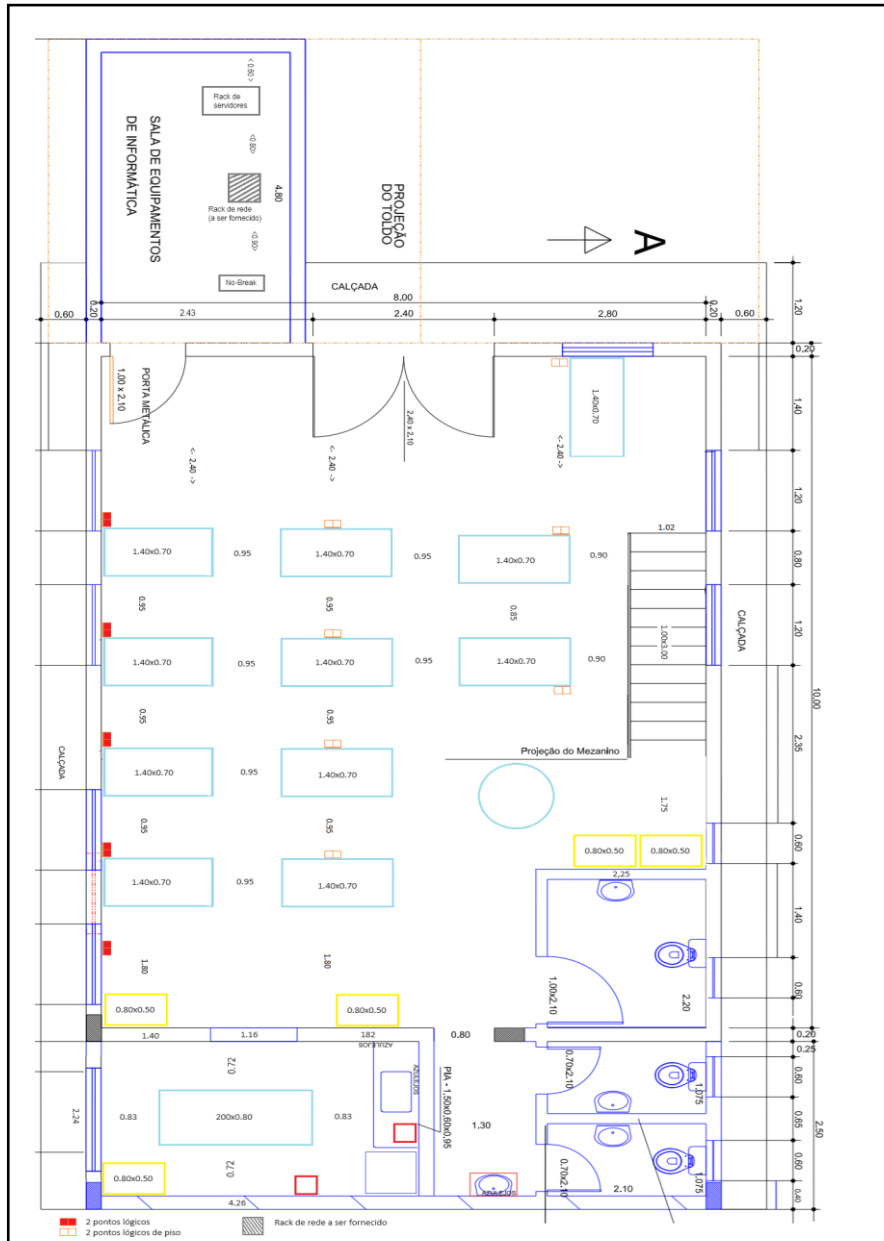 <0.60>
Rack de
servidores
<0.80>
SALA DE EQUIPAMENTOS
DE INFORMÁTICA
4.80
Rack de rede
(a ser fornecido)
<0.90>
No-Break
PROJEÇÃO
DO TOLDO
A
CALÇADA
8.00
0.60
0.20
2.43
2.40
2.80
0.20
0.60
1.20
0.20
1.00 x 2.10
PORTA METÁLICA
2,40 x 2,10
1.40x0.70
1,40
<- 2.40 ->
<- 2.40 ->
<- 2.40 ->
1.20
1.02
1.40x0.70
0.95
1.40x0.70
0.95
1.40x0.70
0.90
0,80
0.95
0.95
0.85
1.00x3.00
1.20
CALÇADA
1.40x0.70
0.95
1.40x0.70
0.95
1.40x0.70
0.90
10,00
0.95
0.95
2,35
Projeção do Mezanino
CALÇADA
1.40x0.70
0.95
1.40x0.70
1.75
0.95
0.95
0.80x0.50
0.80x0.50
0,60
2,25
1.40x0.70
0.95
1.40x0.70
1,40
1.80
1.80
1,00x2,10
2.20
0,60
0.80x0.50
0.80x0.50
1.40
1.16
182
0.80
0.20
AZULEJOS
0.25
0.72
AZULEJOS
PIA - 1,50x0,60x0,95
0,70x2,10
1,075
0,60
2.24
0.83
200x0.80
0.83
1.30
0,65
2,50
0.72
0,70x2,10
1,075
0,60
0.80x0.50
AZULEJOS
2.10
0,40
4.26
2 pontos lógicos
2 pontos lógicos de piso
Rack de rede a ser fornecido